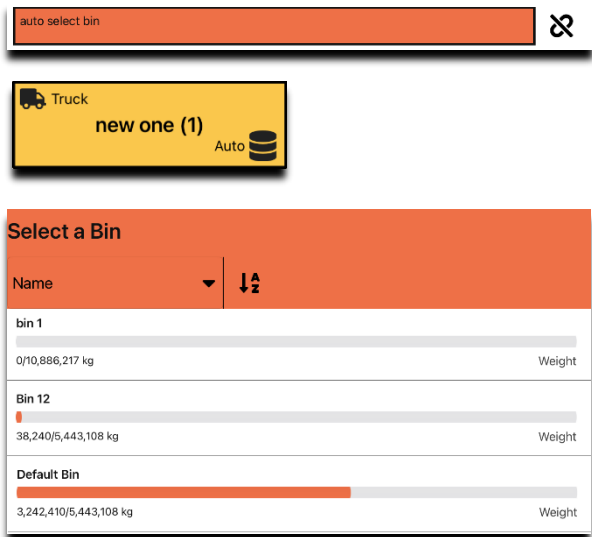 auto select bin
Truck
new one (1)
Auto
Select a Bin
Name
A
Z
bin 1
0/10,886,217 kg Weight
Bin 12
38,240/5,443,108 kg Weight
Default Bin
3,242,410/5,443,108 kg Weight